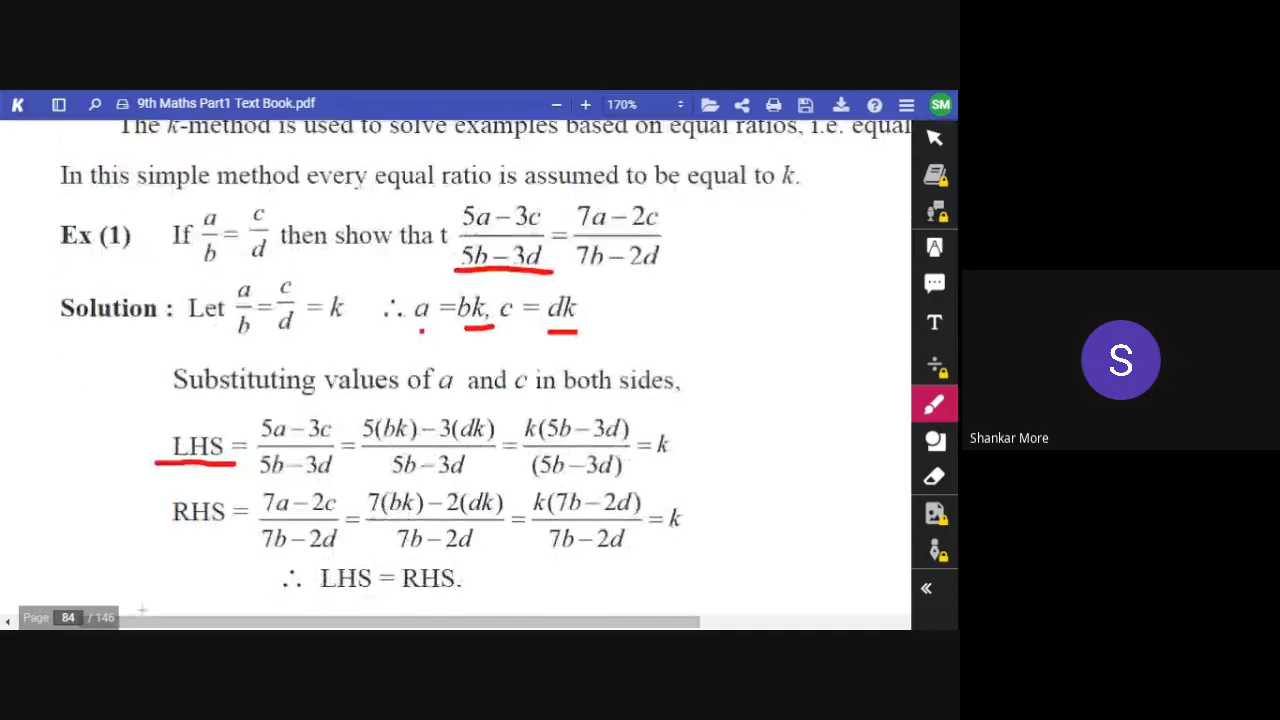 K 9th Maths Part1 Text Book.pdf 170% SM
The k-method is used to solve examples based on equal ratios, i.e. equal
In this simple method every equal ratio is assumed to be equal to k.
Ex (1) If a/b = c/d then show tha t (5a − 3c)/(5b − 3d) = (7a − 2c)/(7b − 2d)
Solution : Let a/b = c/d = k ∴ a =bk, c = dk
Substituting values of a and c in both sides,
LHS = (5a − 3c)/(5b − 3d) = (5(bk) − 3(dk))/(5b − 3d) = k(5b − 3d)/(5b − 3d) = k
RHS = (7a − 2c)/(7b − 2d) = (7(bk) − 2(dk))/(7b − 2d) = k(7b − 2d)/(7b − 2d) = k
∴ LHS = RHS.
Page 84 / 146
S
Shankar More